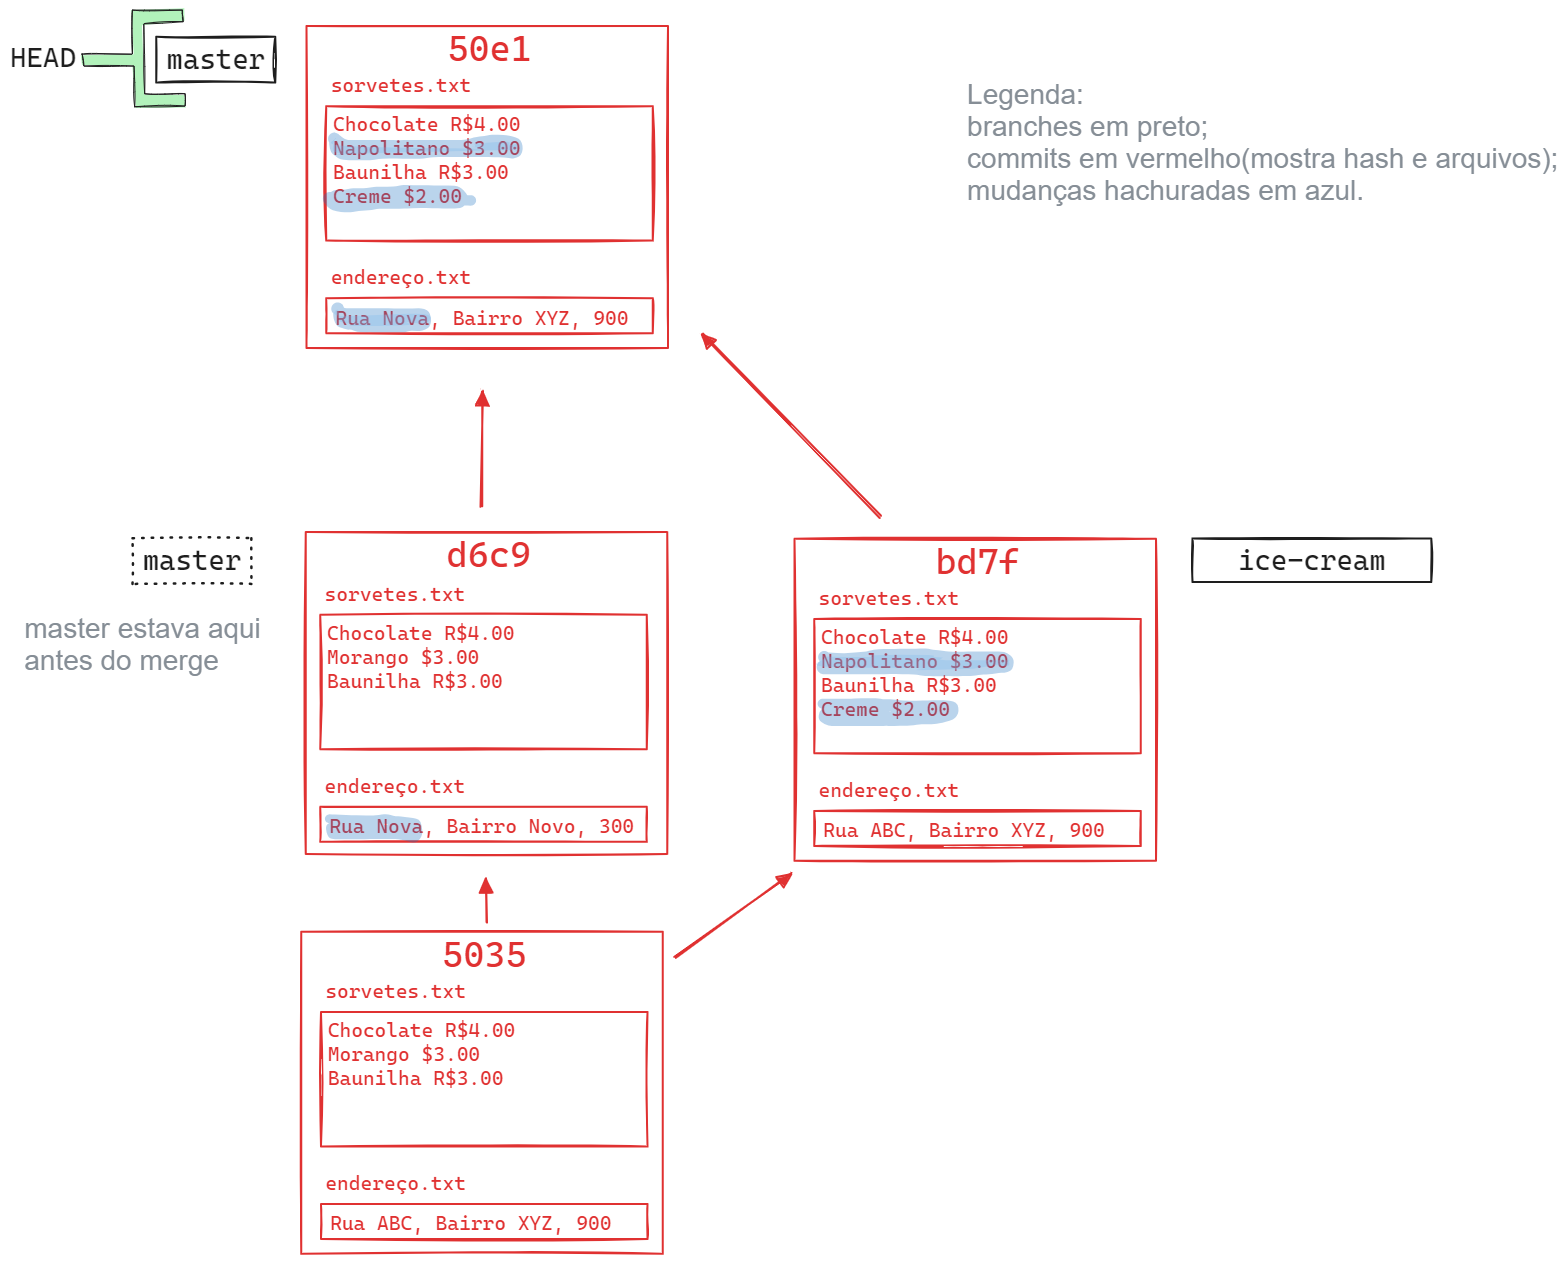 HEAD
master
50e1
sorvetes.txt
Chocolate R$4.00
Napolitano $3.00
Baunilha R$3.00
Creme $2.00
endereço.txt
Rua Nova, Bairro XYZ, 900
Legenda:
branches em preto;
commits em vermelho(mostra hash e arquivos);
mudanças hachuradas em azul.
master
master estava aqui
antes do merge
d6c9
sorvetes.txt
Chocolate R$4.00
Morango $3.00
Baunilha R$3.00
endereço.txt
Rua Nova, Bairro Novo, 300
bd7f
sorvetes.txt
Chocolate R$4.00
Napolitano $3.00
Baunilha R$3.00
Creme $2.00
endereço.txt
Rua ABC, Bairro XYZ, 900
ice-cream
5035
sorvetes.txt
Chocolate R$4.00
Morango $3.00
Baunilha R$3.00
endereço.txt
Rua ABC, Bairro XYZ, 900